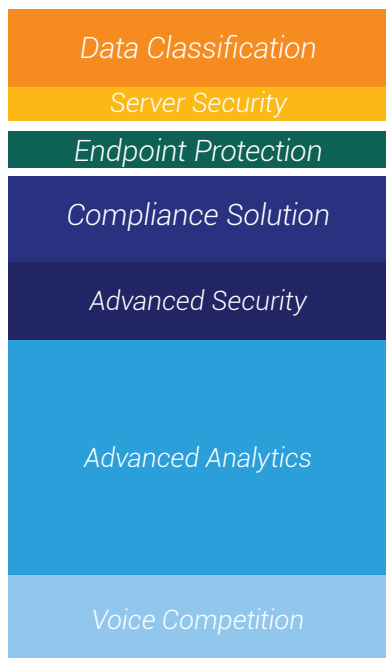 Data Classification
Server Security
Endpoint Protection
Compliance Solution
Advanced Security
Advanced Analytics
Voice Competition